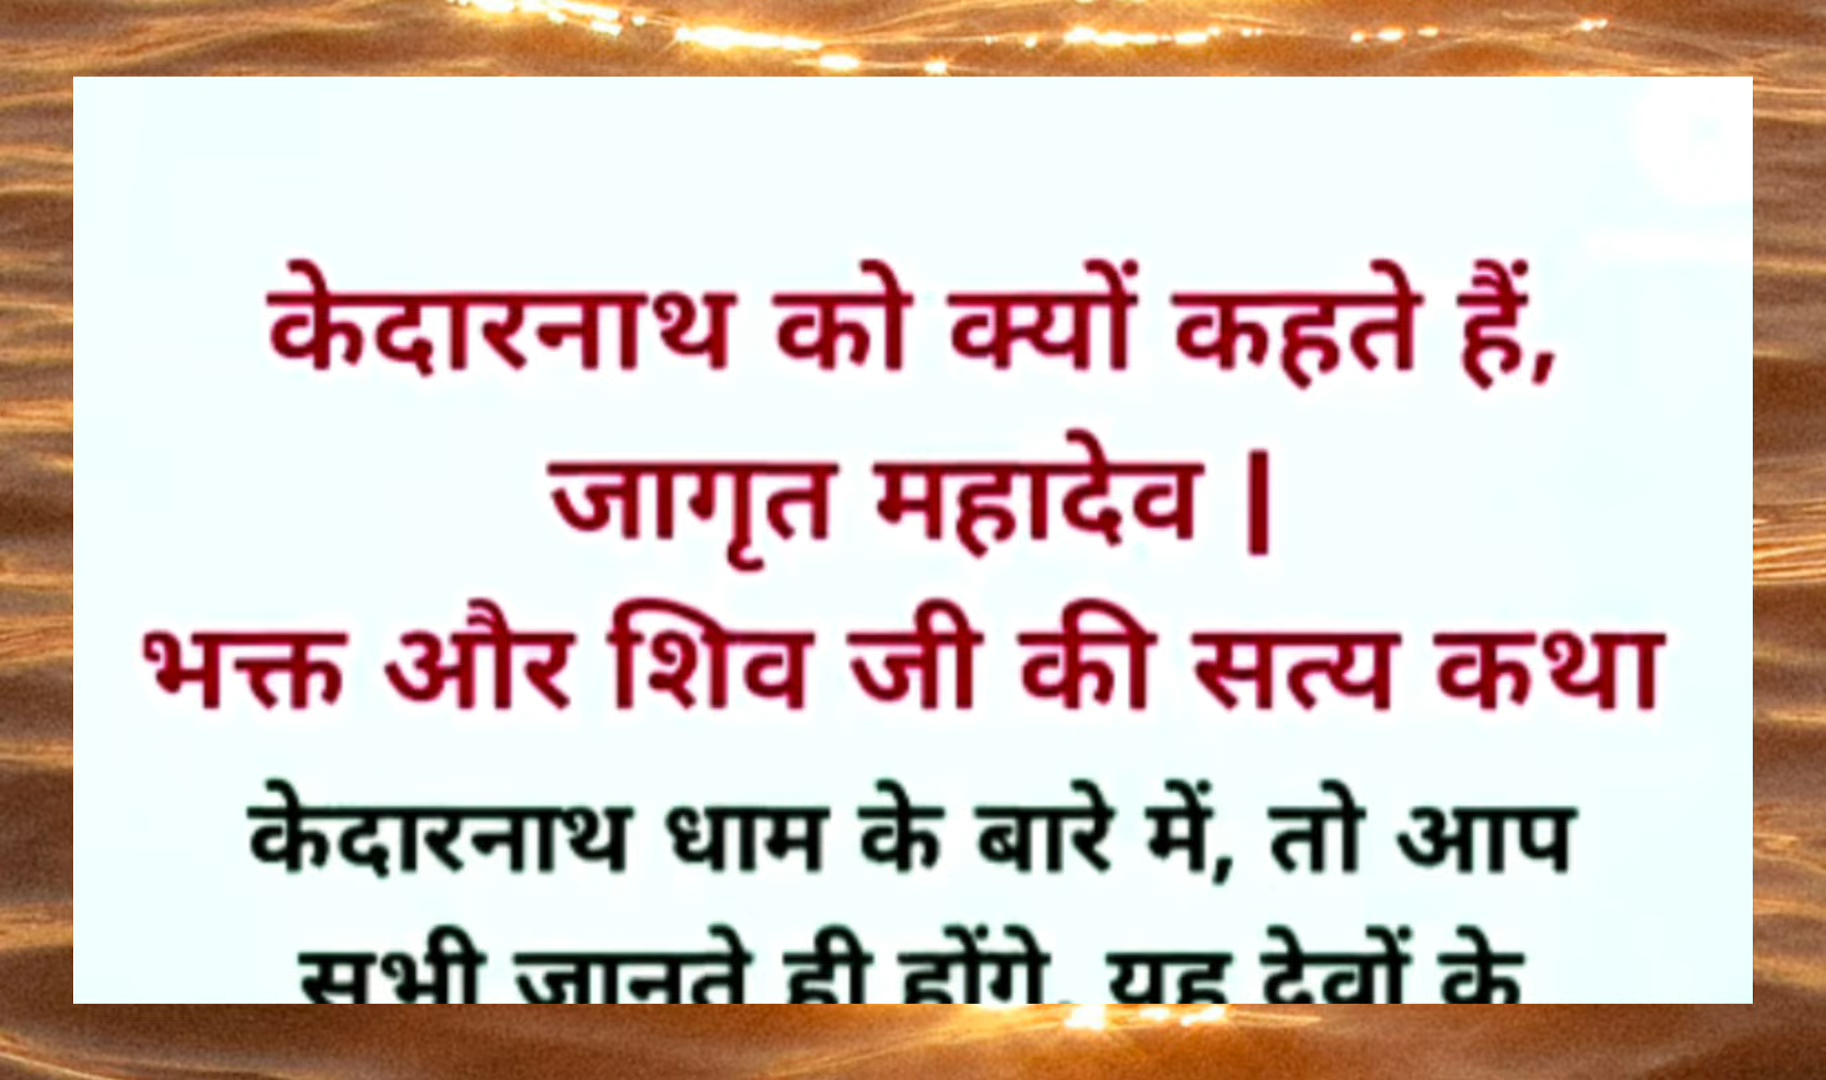 केदारनाथ को क्यों कहते हैं,
जागृत महादेव |
भक्त और शिव जी की सत्य कथा
केदारनाथ धाम के बारे में, तो आप
सभी जानते ही होंगे, यह देवों के